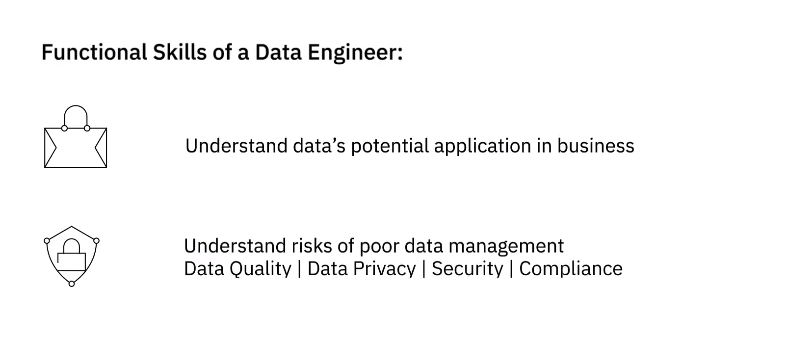 Functional Skills of a Data Engineer:
Understand data’s potential application in business
Understand risks of poor data management
Data Quality | Data Privacy | Security | Compliance